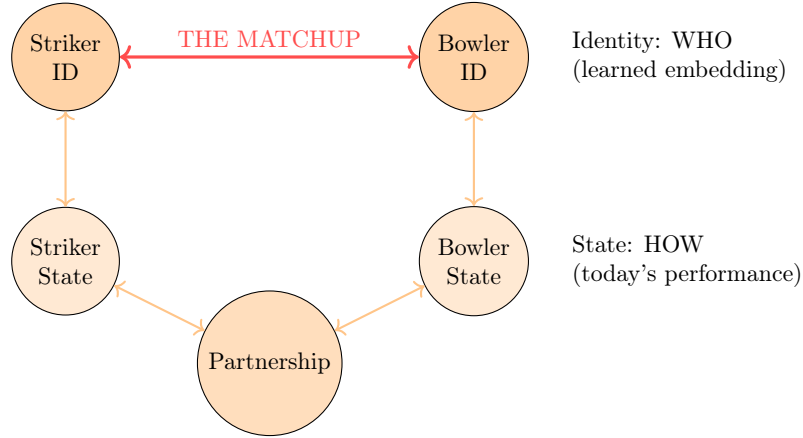 Striker
ID
THE MATCHUP
Bowler
ID
Identity: WHO
(learned embedding)
Striker
State
Bowler
State
State: HOW
(today's performance)
Partnership